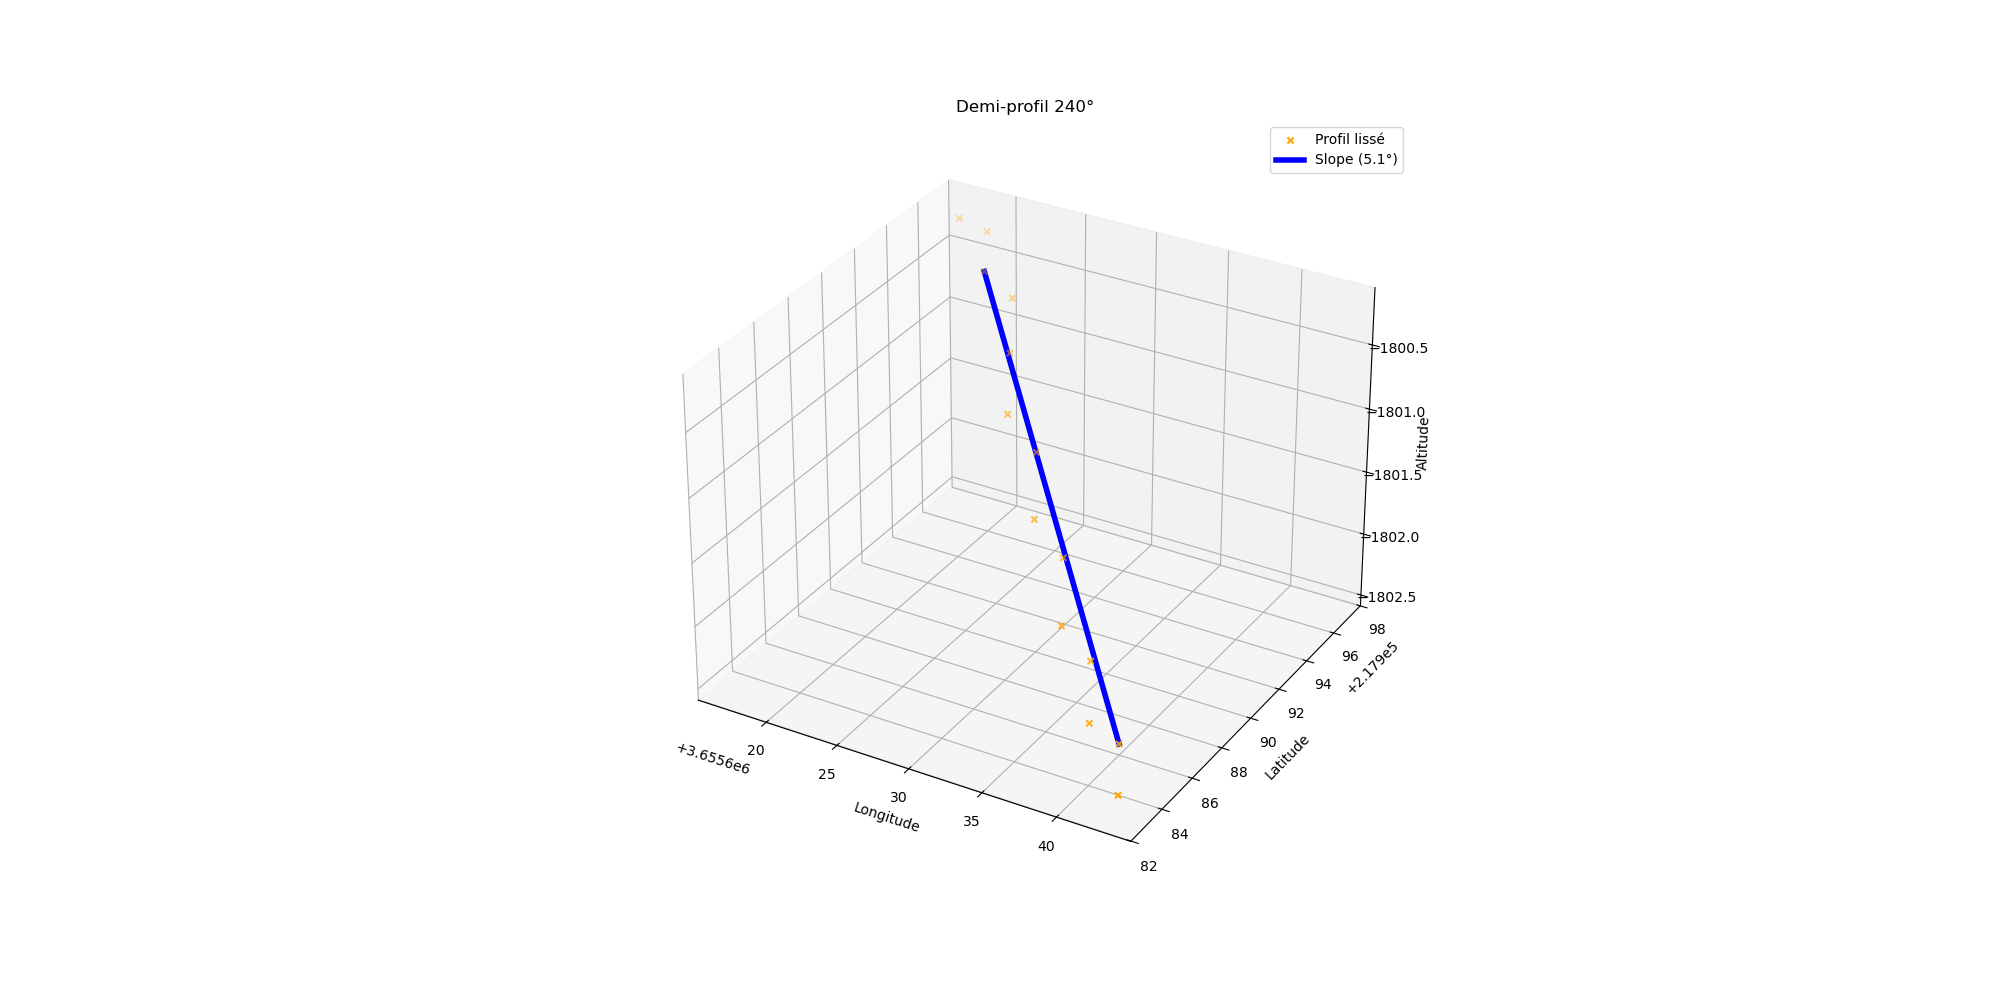 Demi-profil 240°
Profil lissé
Slope (5.1°)
−1800.5
−1801.0
−1801.5
−1802.0
−1802.5
Altitude
98
96
94
92
90
88
86
84
82
+2.179e5
Latitude
20
25
30
35
40
+3.6556e6
Longitude